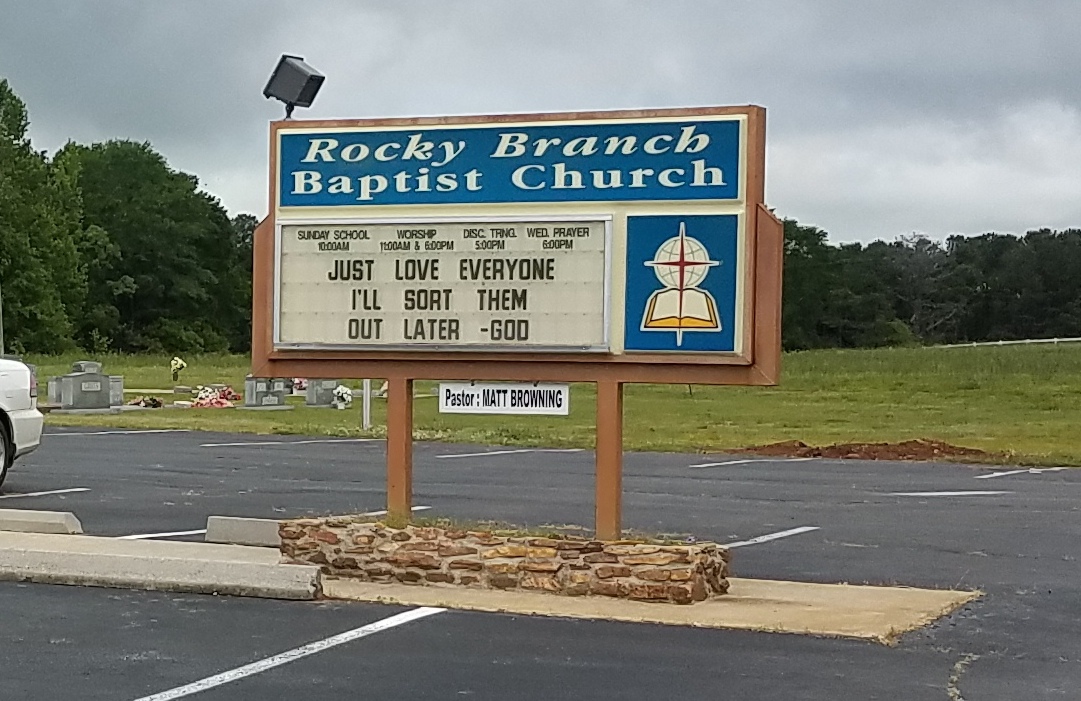 Rocky Branch
Baptist Church
SUNDAY SCHOOL WORSHIP DISC. TRNG. WED. PRAYER
10:00AM 11:00AM & 6:00PM 5:00PM 6:00PM
JUST LOVE EVERYONE
I'LL SORT THEM
OUT LATER -GOD
Pastor : MATT BROWNING